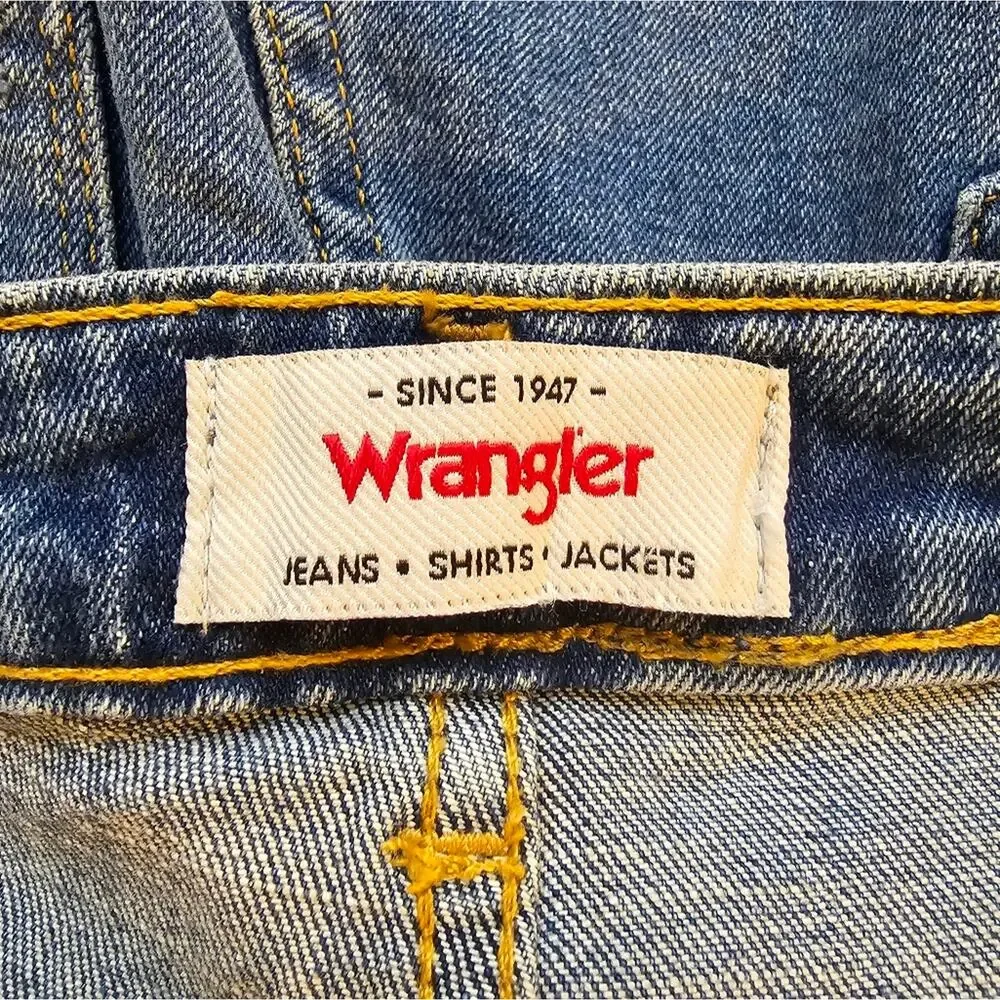 - SINCE 1947 -
Wrangler
JEANS • SHIRTS • JACKETS